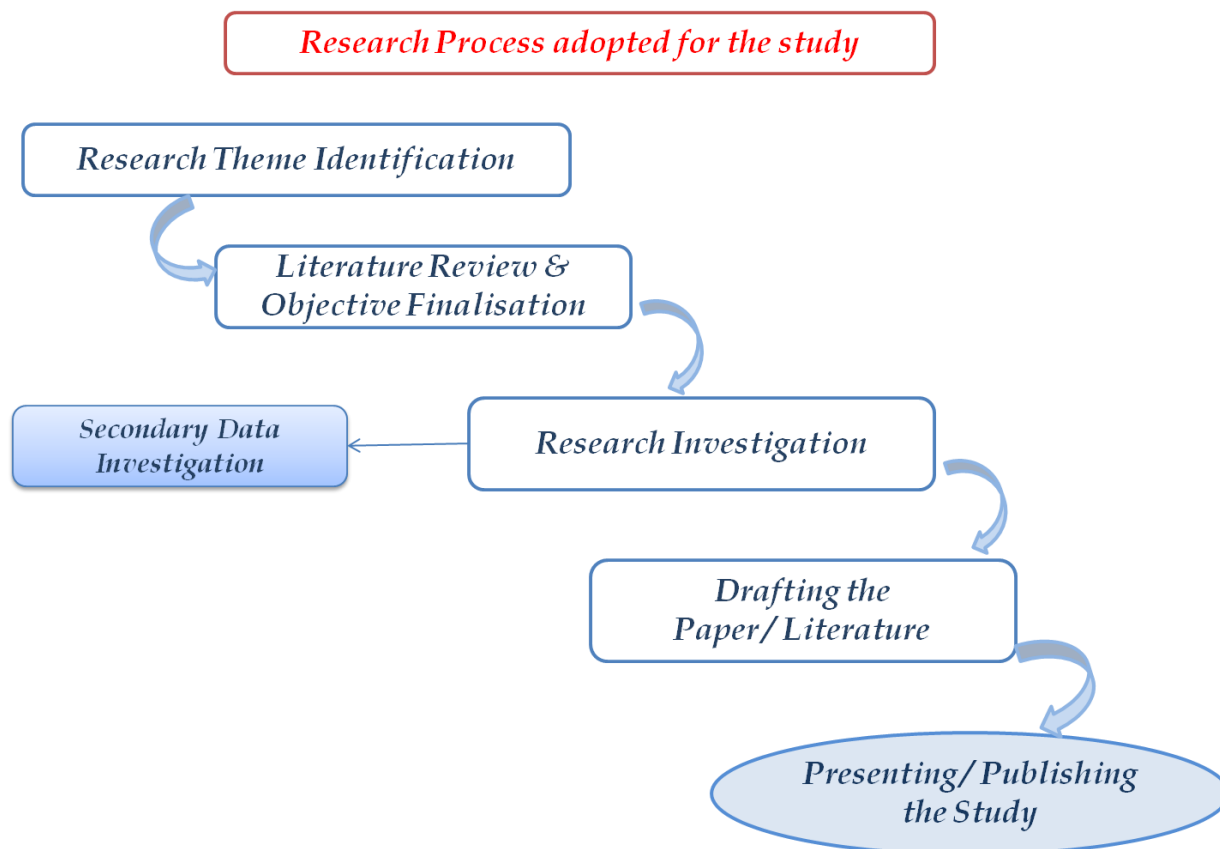 Research Process adopted for the study
Research Theme Identification
Literature Review &
Objective Finalisation
Secondary Data
Investigation
Research Investigation
Drafting the
Paper/ Literature
Presenting/ Publishing
the Study